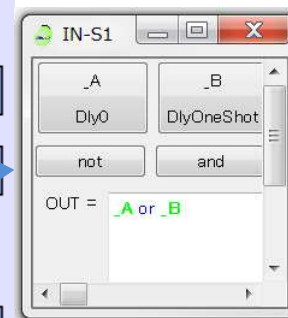 IN-S1
_A _B
Dly0 DlyOneShot
not and
OUT = _A or _B